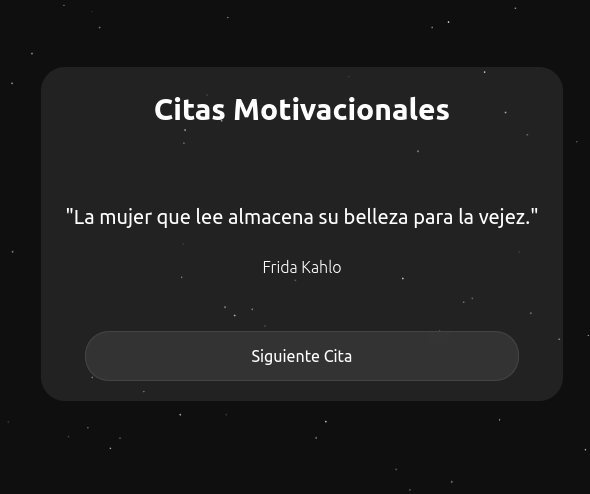 Citas Motivacionales
"La mujer que lee almacena su belleza para la vejez."
Frida Kahlo
Siguiente Cita